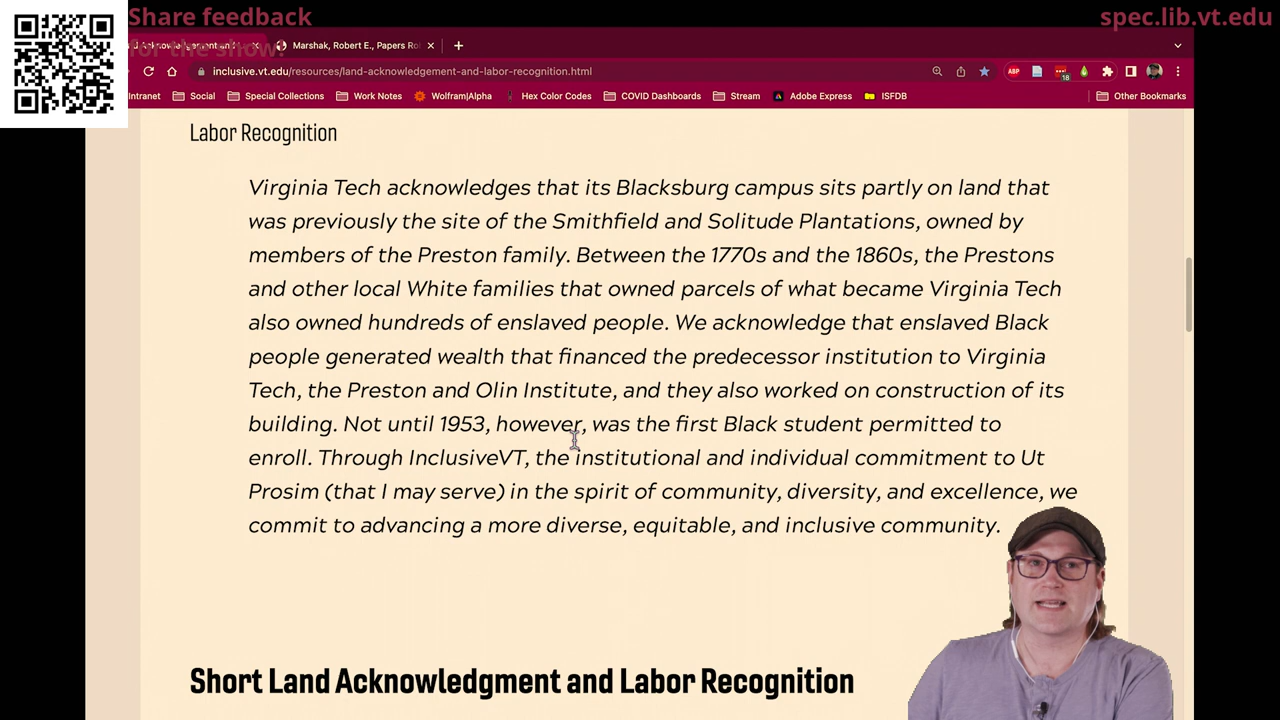 Share feedback
for the show!
spec.lib.vt.edu
Marshak, Robert E., Papers Ro
inclusive.vt.edu/resources/land-acknowledgement-and-labor-recognition.html
ABP
18
Intranet Social Special Collections Work Notes Wolfram|Alpha Hex Color Codes COVID Dashboards Stream Adobe Express ISFDB Other Bookmarks
Labor Recognition
Virginia Tech acknowledges that its Blacksburg campus sits partly on land that
was previously the site of the Smithfield and Solitude Plantations, owned by
members of the Preston family. Between the 1770s and the 1860s, the Prestons
and other local White families that owned parcels of what became Virginia Tech
also owned hundreds of enslaved people. We acknowledge that enslaved Black
people generated wealth that financed the predecessor institution to Virginia
Tech, the Preston and Olin Institute, and they also worked on construction of its
building. Not until 1953, however, was the first Black student permitted to
enroll. Through InclusiveVT, the institutional and individual commitment to Ut
Prosim (that I may serve) in the spirit of community, diversity, and excellence, we
commit to advancing a more diverse, equitable, and inclusive community.
Short Land Acknowledgment and Labor Recognition